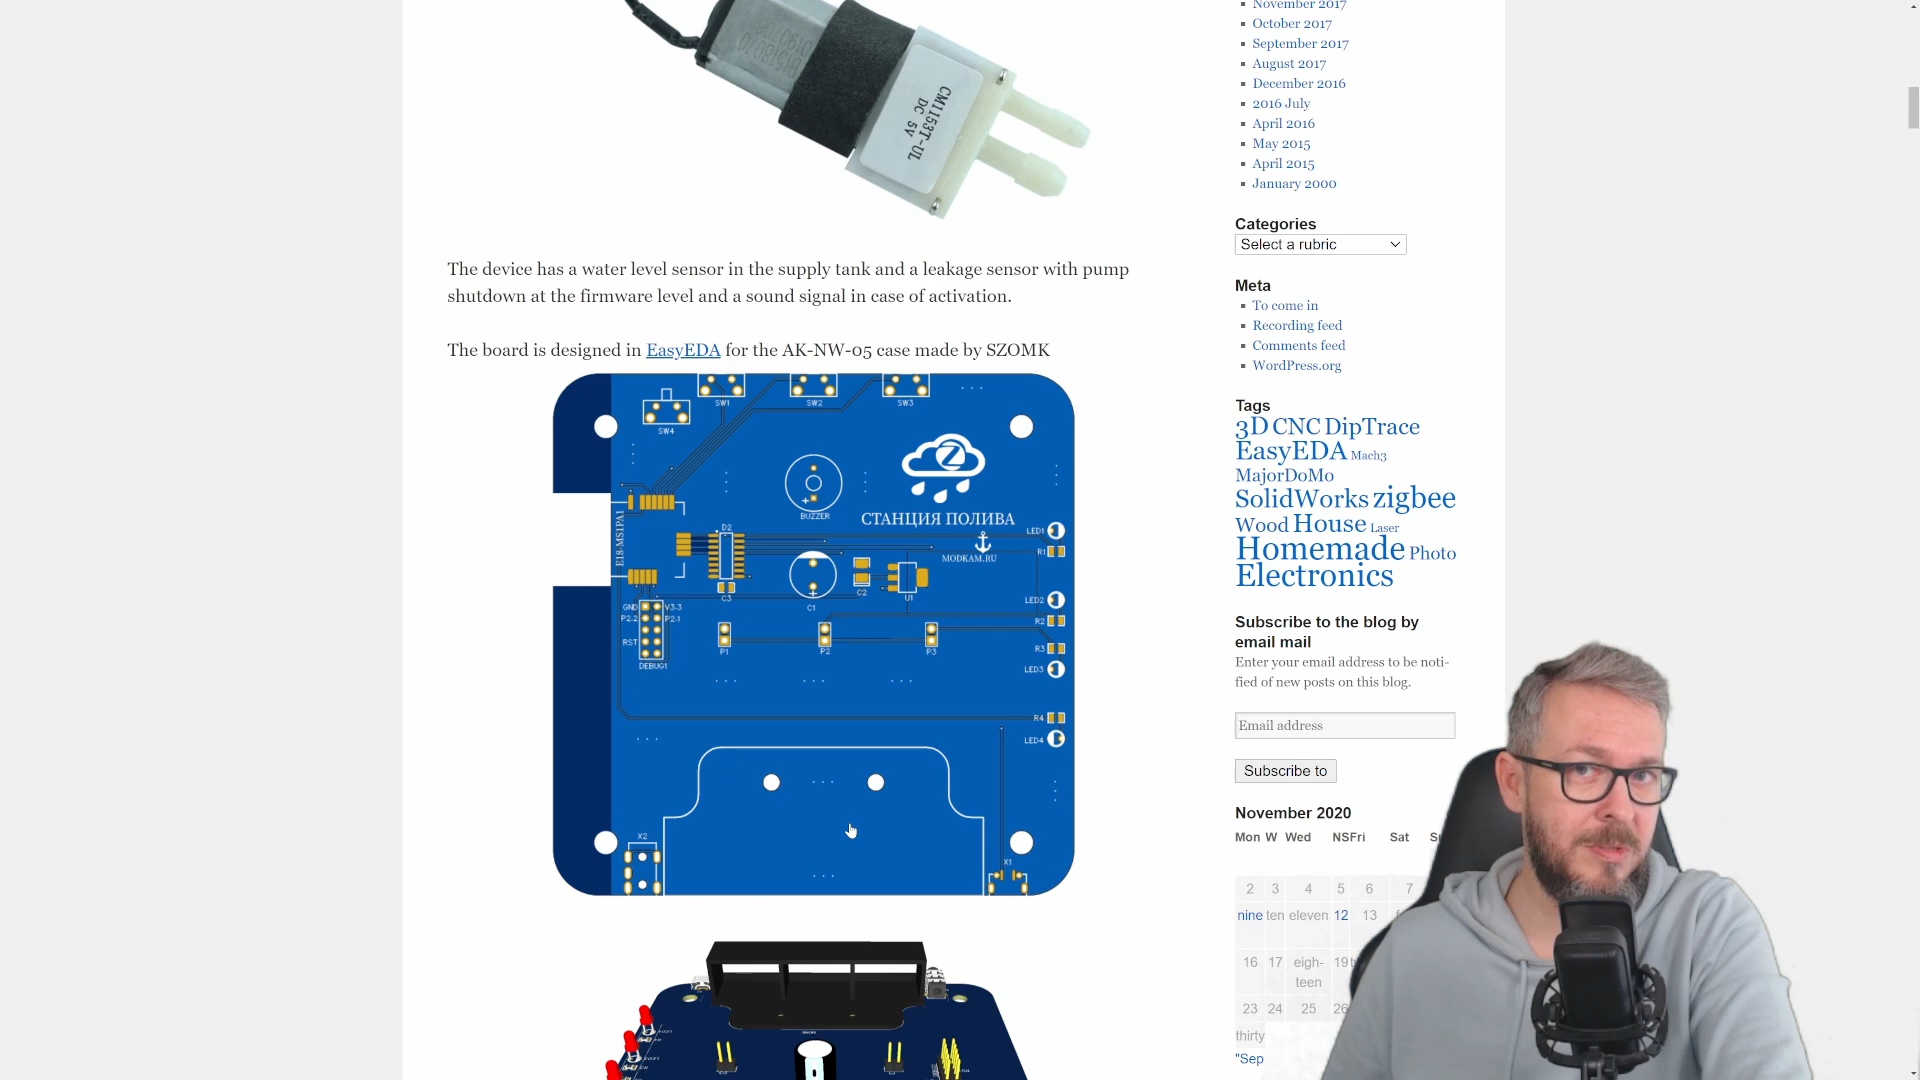 CM1153T-UL
DC 5V
The device has a water level sensor in the supply tank and a leakage sensor with pump
shutdown at the firmware level and a sound signal in case of activation.
The board is designed in EasyEDA for the AK-NW-05 case made by SZOMK
SW1
SW2
SW3
SW4
BUZZER
СТАНЦИЯ ПОЛИВА
MODKAM.RU
E18-MS1PA1
D2
LED1
R1
C3
C1
C2
U1
LED2
R2
GND
V3-3
P2-2
P2-1
RST
DEBUG1
P1
P2
P3
R3
LED3
R4
LED4
X2
X1
November 2017
October 2017
September 2017
August 2017
December 2016
2016 July
April 2016
May 2015
April 2015
January 2000
Categories
Select a rubric
Meta
To come in
Recording feed
Comments feed
WordPress.org
Tags
3D CNC DipTrace
EasyEDA Mach3
MajorDoMo
SolidWorks zigbee
Wood House Laser
Homemade Photo
Electronics
Subscribe to the blog by
email mail
Enter your email address to be noti-
fied of new posts on this blog.
Email address
Subscribe to
November 2020
Mon W Wed NSFri Sat
2 3 4 5 6 7
nine ten eleven 12 13
16 17 eigh-
teen 19
23 24 25 26
thirty
"Sep